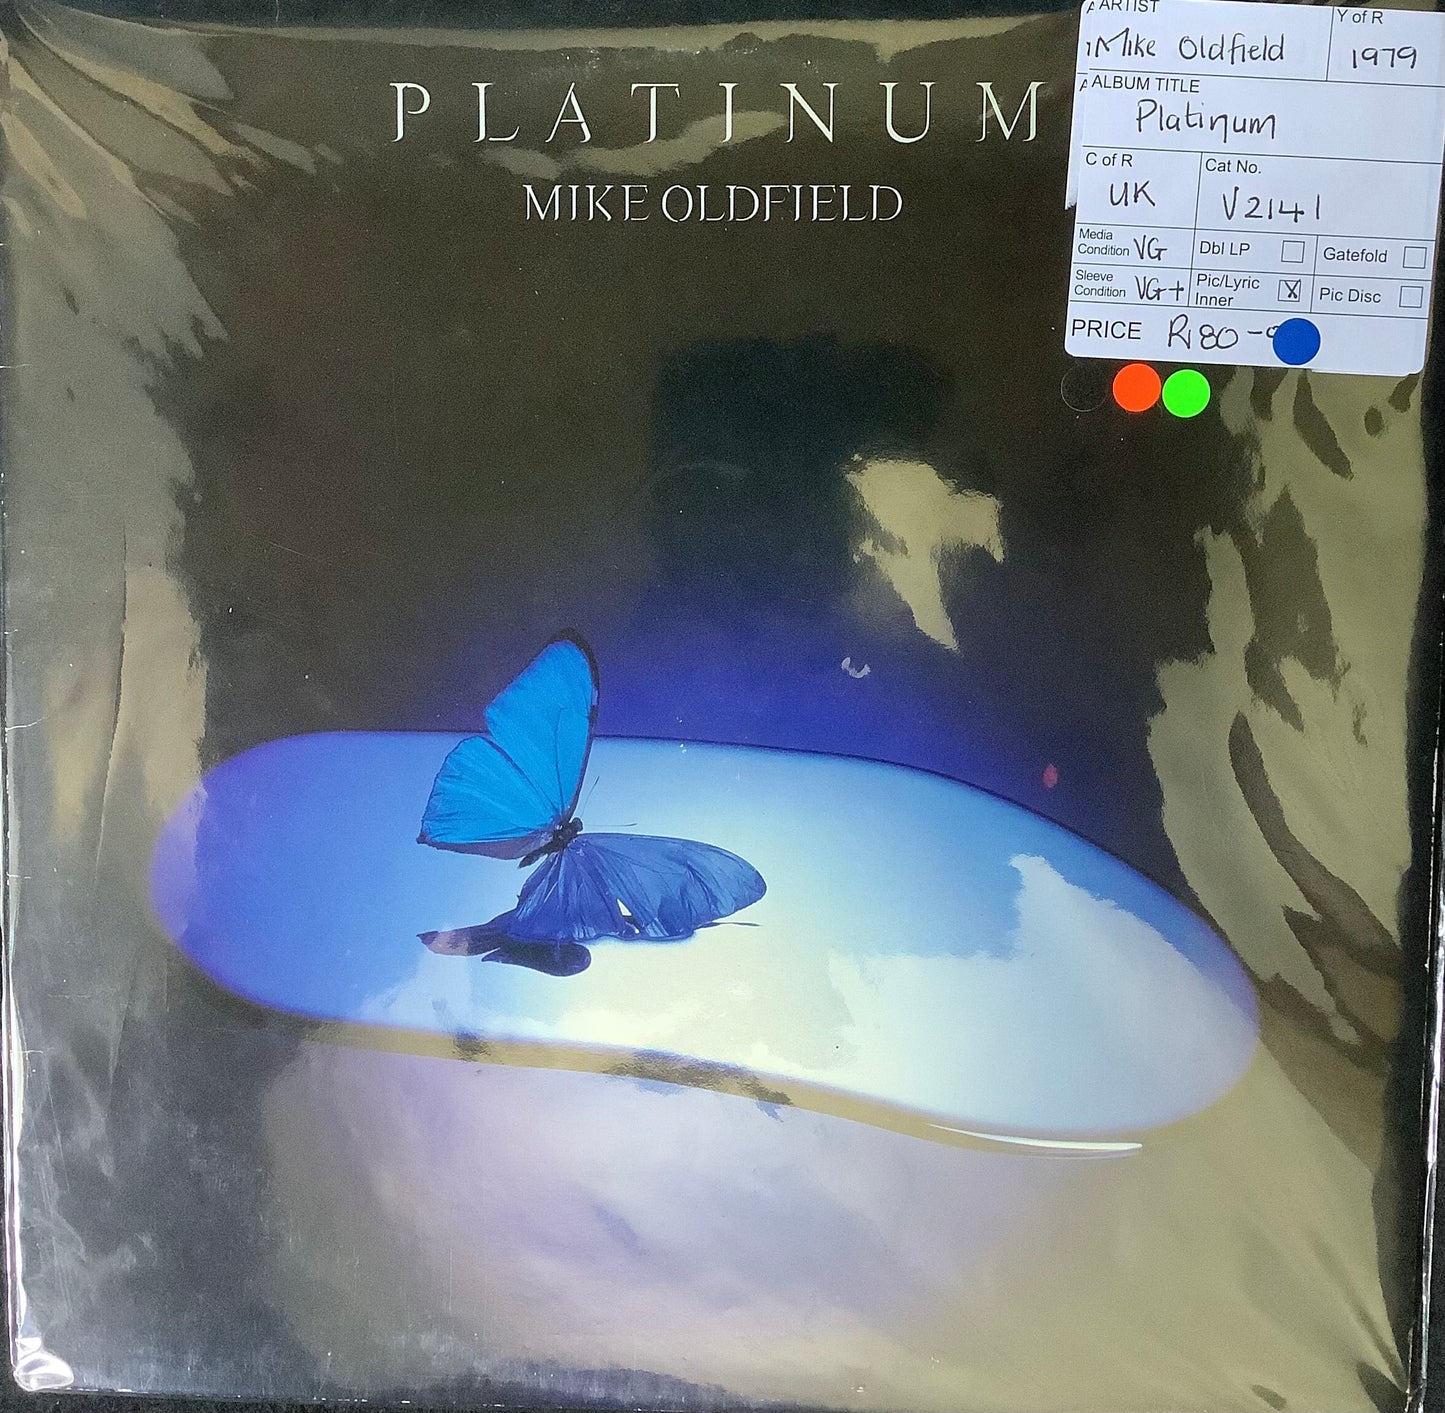 PLATINUM
MIKE OLDFIELD
ARTIST
Mike Oldfield
Y of R
1979
ALBUM TITLE
Platinum
C of R
UK
Cat No.
V2141
Media Condition VG
Dbl LP
Gatefold
Sleeve Condition VG+
Pic/Lyric Inner X
Pic Disc
PRICE R180-